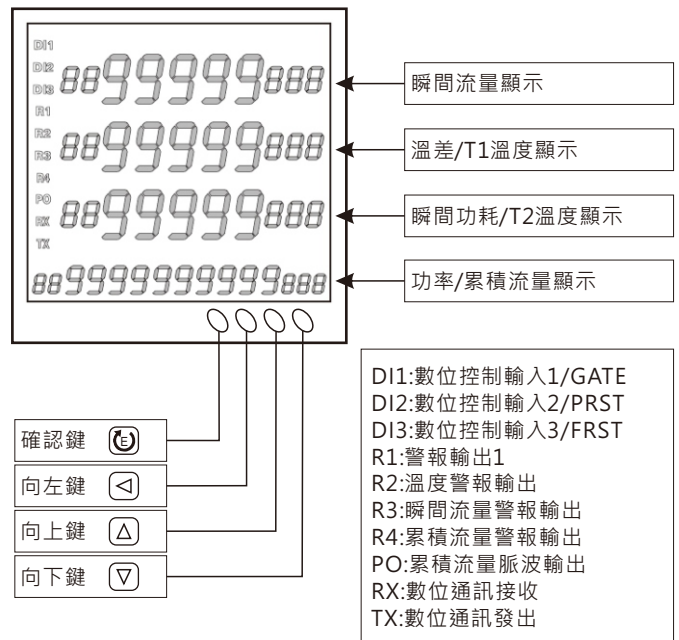 DI1
DI2
DI3
R1
R2
R3
R4
PO
RX
TX
8899999888
8899999888
8899999888
889999999999888
瞬間流量顯示
溫差/T1溫度顯示
瞬間功耗/T2溫度顯示
功率/累積流量顯示
確認鍵 E
向左鍵
向上鍵
向下鍵
DI1:數位控制輸入1/GATE
DI2:數位控制輸入2/PRST
DI3:數位控制輸入3/FRST
R1:警報輸出1
R2:溫度警報輸出
R3:瞬間流量警報輸出
R4:累積流量警報輸出
PO:累積流量脈波輸出
RX:數位通訊接收
TX:數位通訊發出